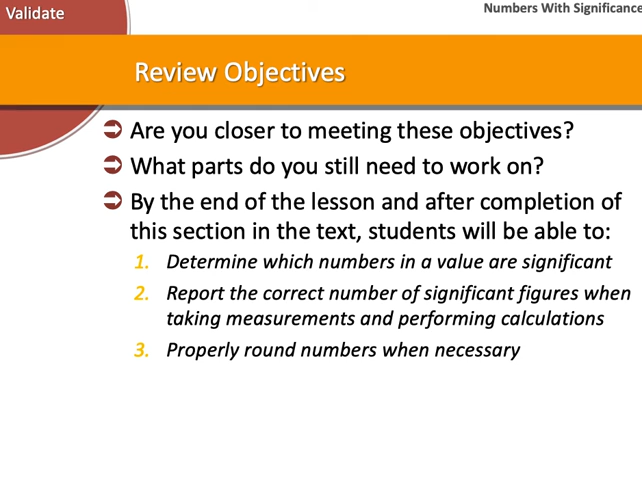 Validate
Numbers With Significance
Review Objectives
Are you closer to meeting these objectives?
What parts do you still need to work on?
By the end of the lesson and after completion of
this section in the text, students will be able to:
1. Determine which numbers in a value are significant
2. Report the correct number of significant figures when
taking measurements and performing calculations
3. Properly round numbers when necessary